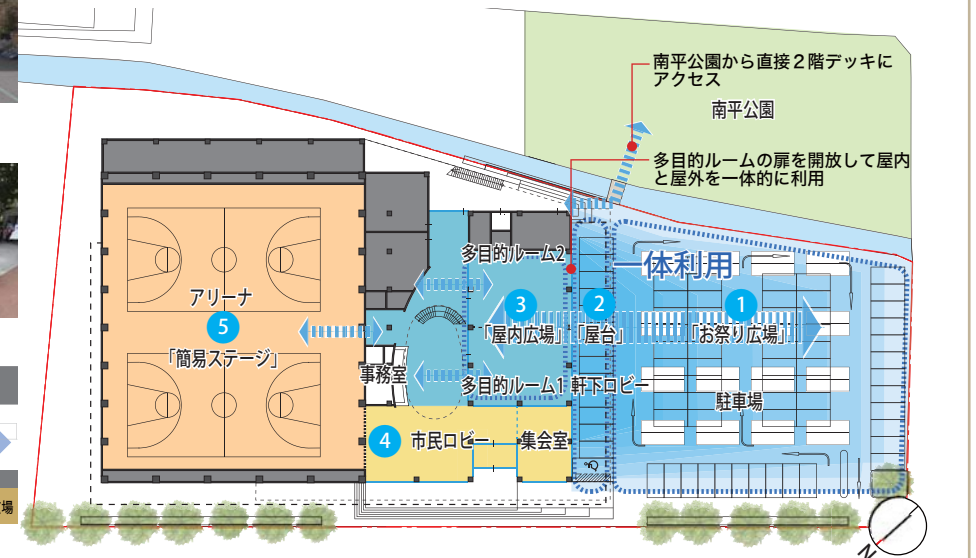 南平公園から直接２階デッキに
アクセス
南平公園
多目的ルームの扉を開放して屋内
と屋外を一体的に利用
多目的ルーム2
一体利用
アリーナ
5
「簡易ステージ」
3
「屋内広場」
2
「屋台」
1
「お祭り広場」
事務室
多目的ルーム1
軒下ロビー
駐車場
4
市民ロビー
集会室
場
N